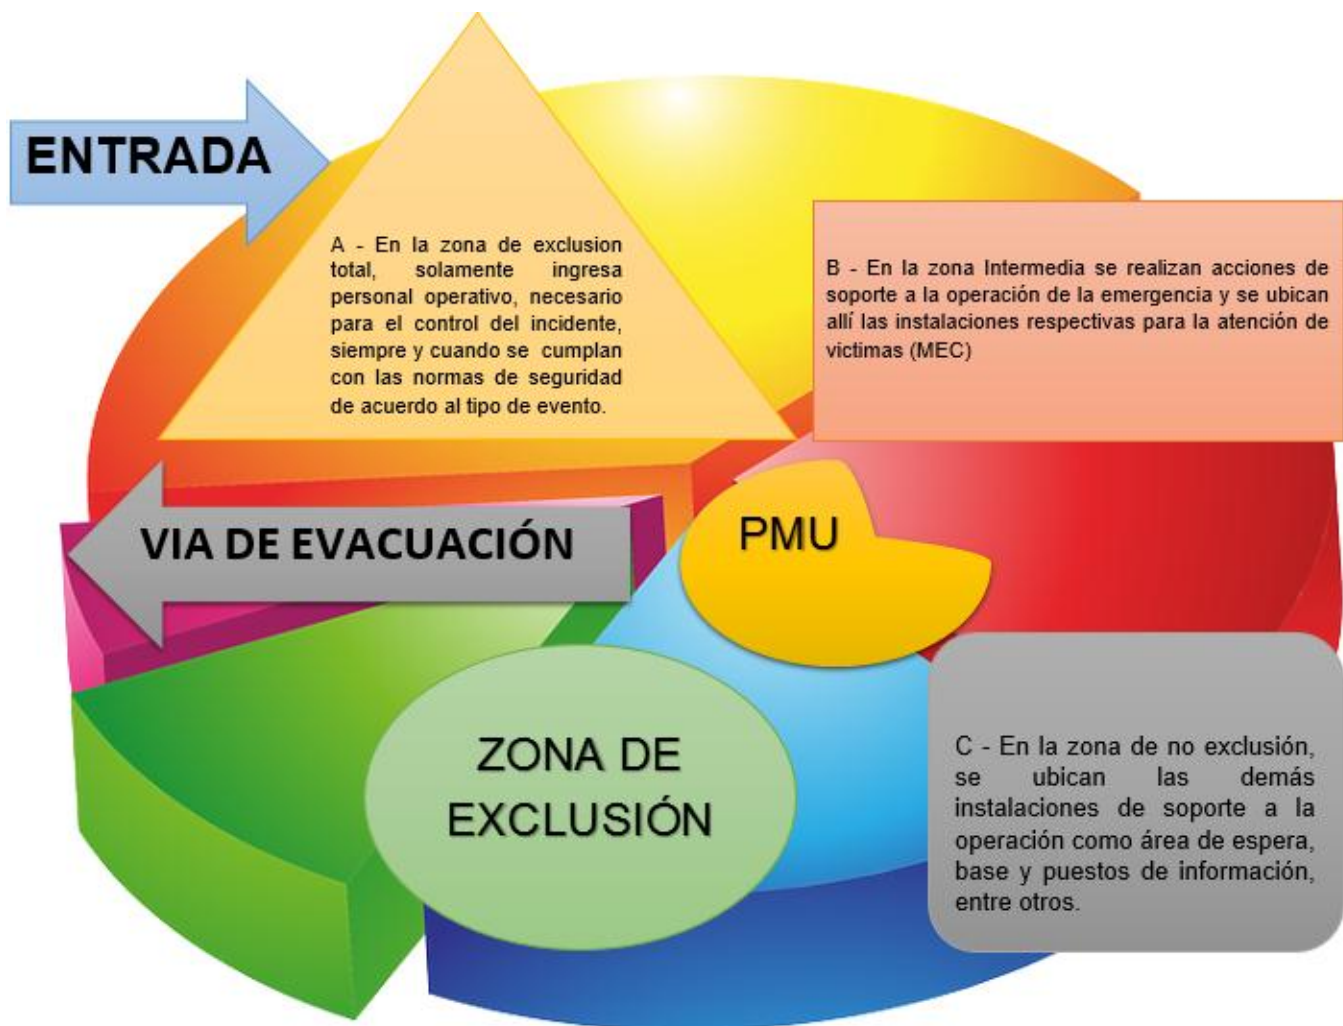 ENTRADA
A - En la zona de exclusion
total, solamente ingresa
personal operativo, necesario
para el control del incidente,
siempre y cuando se cumplan
con las normas de seguridad
de acuerdo al tipo de evento.
B - En la zona Intermedia se realizan acciones de
soporte a la operación de la emergencia y se ubican
allí las instalaciones respectivas para la atención de
victimas (MEC)
VIA DE EVACUACIÓN
PMU
ZONA DE
EXCLUSIÓN
C - En la zona de no exclusión,
se ubican las demás
instalaciones de soporte a la
operación como área de espera,
base y puestos de información,
entre otros.